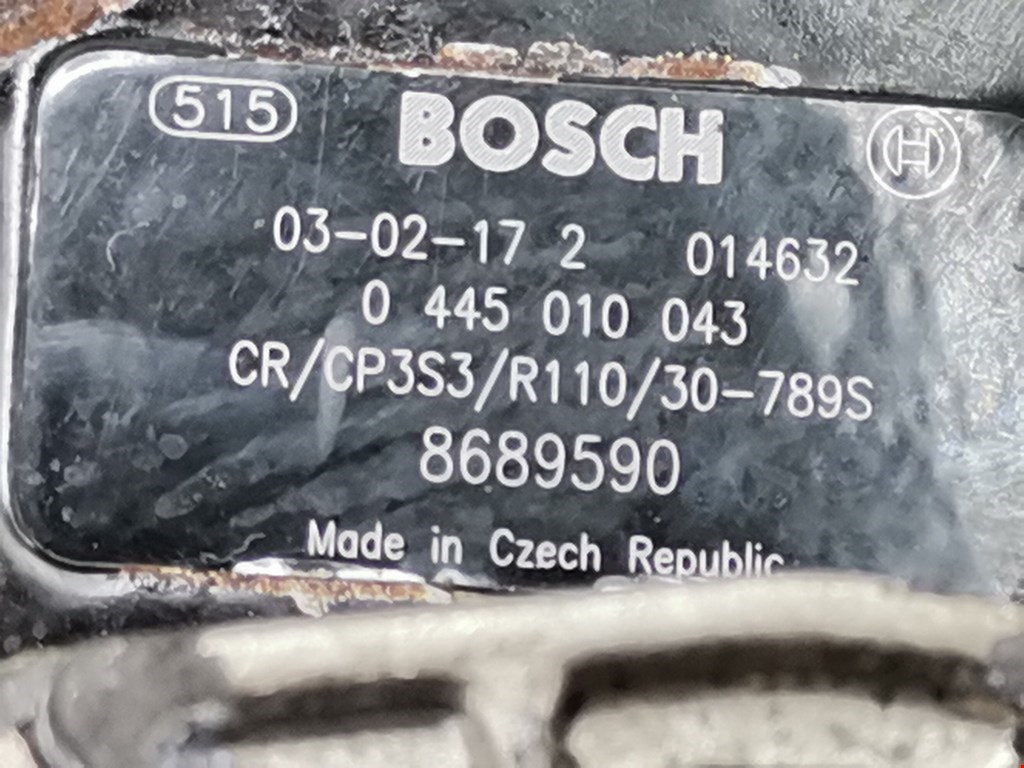 515 BOSCH
03-02-17 2 014632
0 445 010 043
CR/CP3S3/R110/30-789S
8689590
Made in Czech Republic